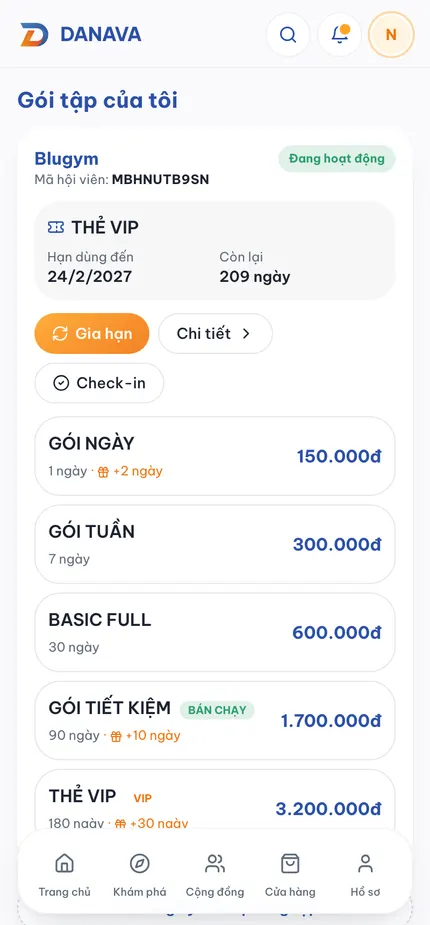 DANAVA
N
Gói tập của tôi
Blugym
Đang hoạt động
Mã hội viên: MBHNUTB9SN
THẺ VIP
Hạn dùng đến
Còn lại
24/2/2027
209 ngày
Gia hạn
Chi tiết
Check-in
GÓI NGÀY
1 ngày · +2 ngày
150.000đ
GÓI TUẦN
7 ngày
300.000đ
BASIC FULL
30 ngày
600.000đ
GÓI TIẾT KIỆM BÁN CHẠY
90 ngày · +10 ngày
1.700.000đ
THẺ VIP VIP
180 ngày · +30 ngày
3.200.000đ
Trang chủ
Khám phá
Cộng đồng
Cửa hàng
Hồ sơ